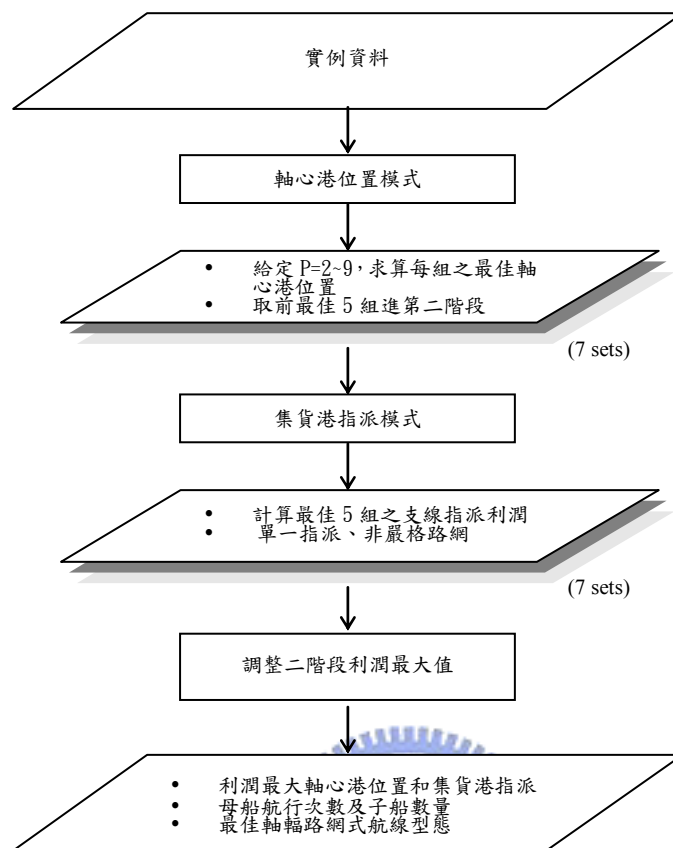 實例資料
軸心港位置模式
• 給定 P=2~9，求算每組之最佳軸
心港位置
• 取前最佳 5 組進第二階段
(7 sets)
集貨港指派模式
• 計算最佳 5 組之支線指派利潤
• 單一指派、非嚴格路網
(7 sets)
調整二階段利潤最大值
• 利潤最大軸心港位置和集貨港指派
• 母船航行次數及子船數量
• 最佳軸輻路網式航線型態